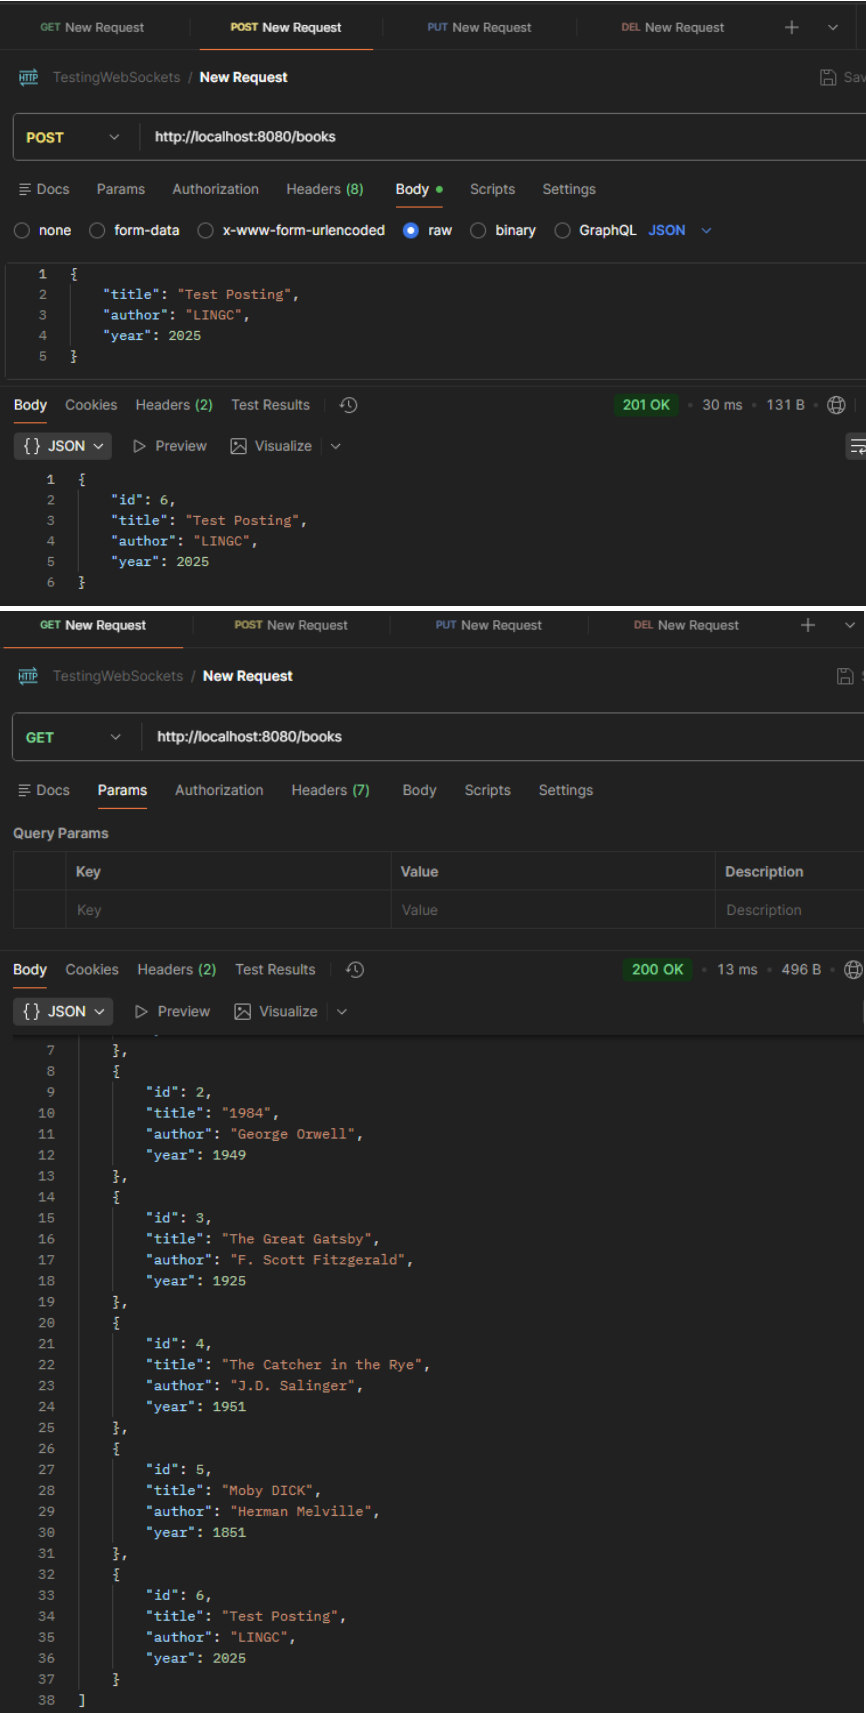 GET New Request POST New Request PUT New Request DEL New Request
HTTP TestingWebSockets / New Request
POST http://localhost:8080/books
Docs Params Authorization Headers (8) Body Scripts Settings
none form-data x-www-form-urlencoded raw binary GraphQL JSON
1 {
2 "title": "Test Posting",
3 "author": "LINGC",
4 "year": 2025
5 }
Body Cookies Headers (2) Test Results 201 OK 30 ms 131 B
{} JSON Preview Visualize
1 {
2 "id": 6,
3 "title": "Test Posting",
4 "author": "LINGC",
5 "year": 2025
6 }
GET New Request POST New Request PUT New Request DEL New Request
HTTP TestingWebSockets / New Request
GET http://localhost:8080/books
Docs Params Authorization Headers (7) Body Scripts Settings
Query Params
Key Value Description
Key Value Description
Body Cookies Headers (2) Test Results 200 OK 13 ms 496 B
{} JSON Preview Visualize
7 },
8 {
9 "id": 2,
10 "title": "1984",
11 "author": "George Orwell",
12 "year": 1949
13 },
14 {
15 "id": 3,
16 "title": "The Great Gatsby",
17 "author": "F. Scott Fitzgerald",
18 "year": 1925
19 },
20 {
21 "id": 4,
22 "title": "The Catcher in the Rye",
23 "author": "J.D. Salinger",
24 "year": 1951
25 },
26 {
27 "id": 5,
28 "title": "Moby DICK",
29 "author": "Herman Melville",
30 "year": 1851
31 },
32 {
33 "id": 6,
34 "title": "Test Posting",
35 "author": "LINGC",
36 "year": 2025
37 }
38 ]